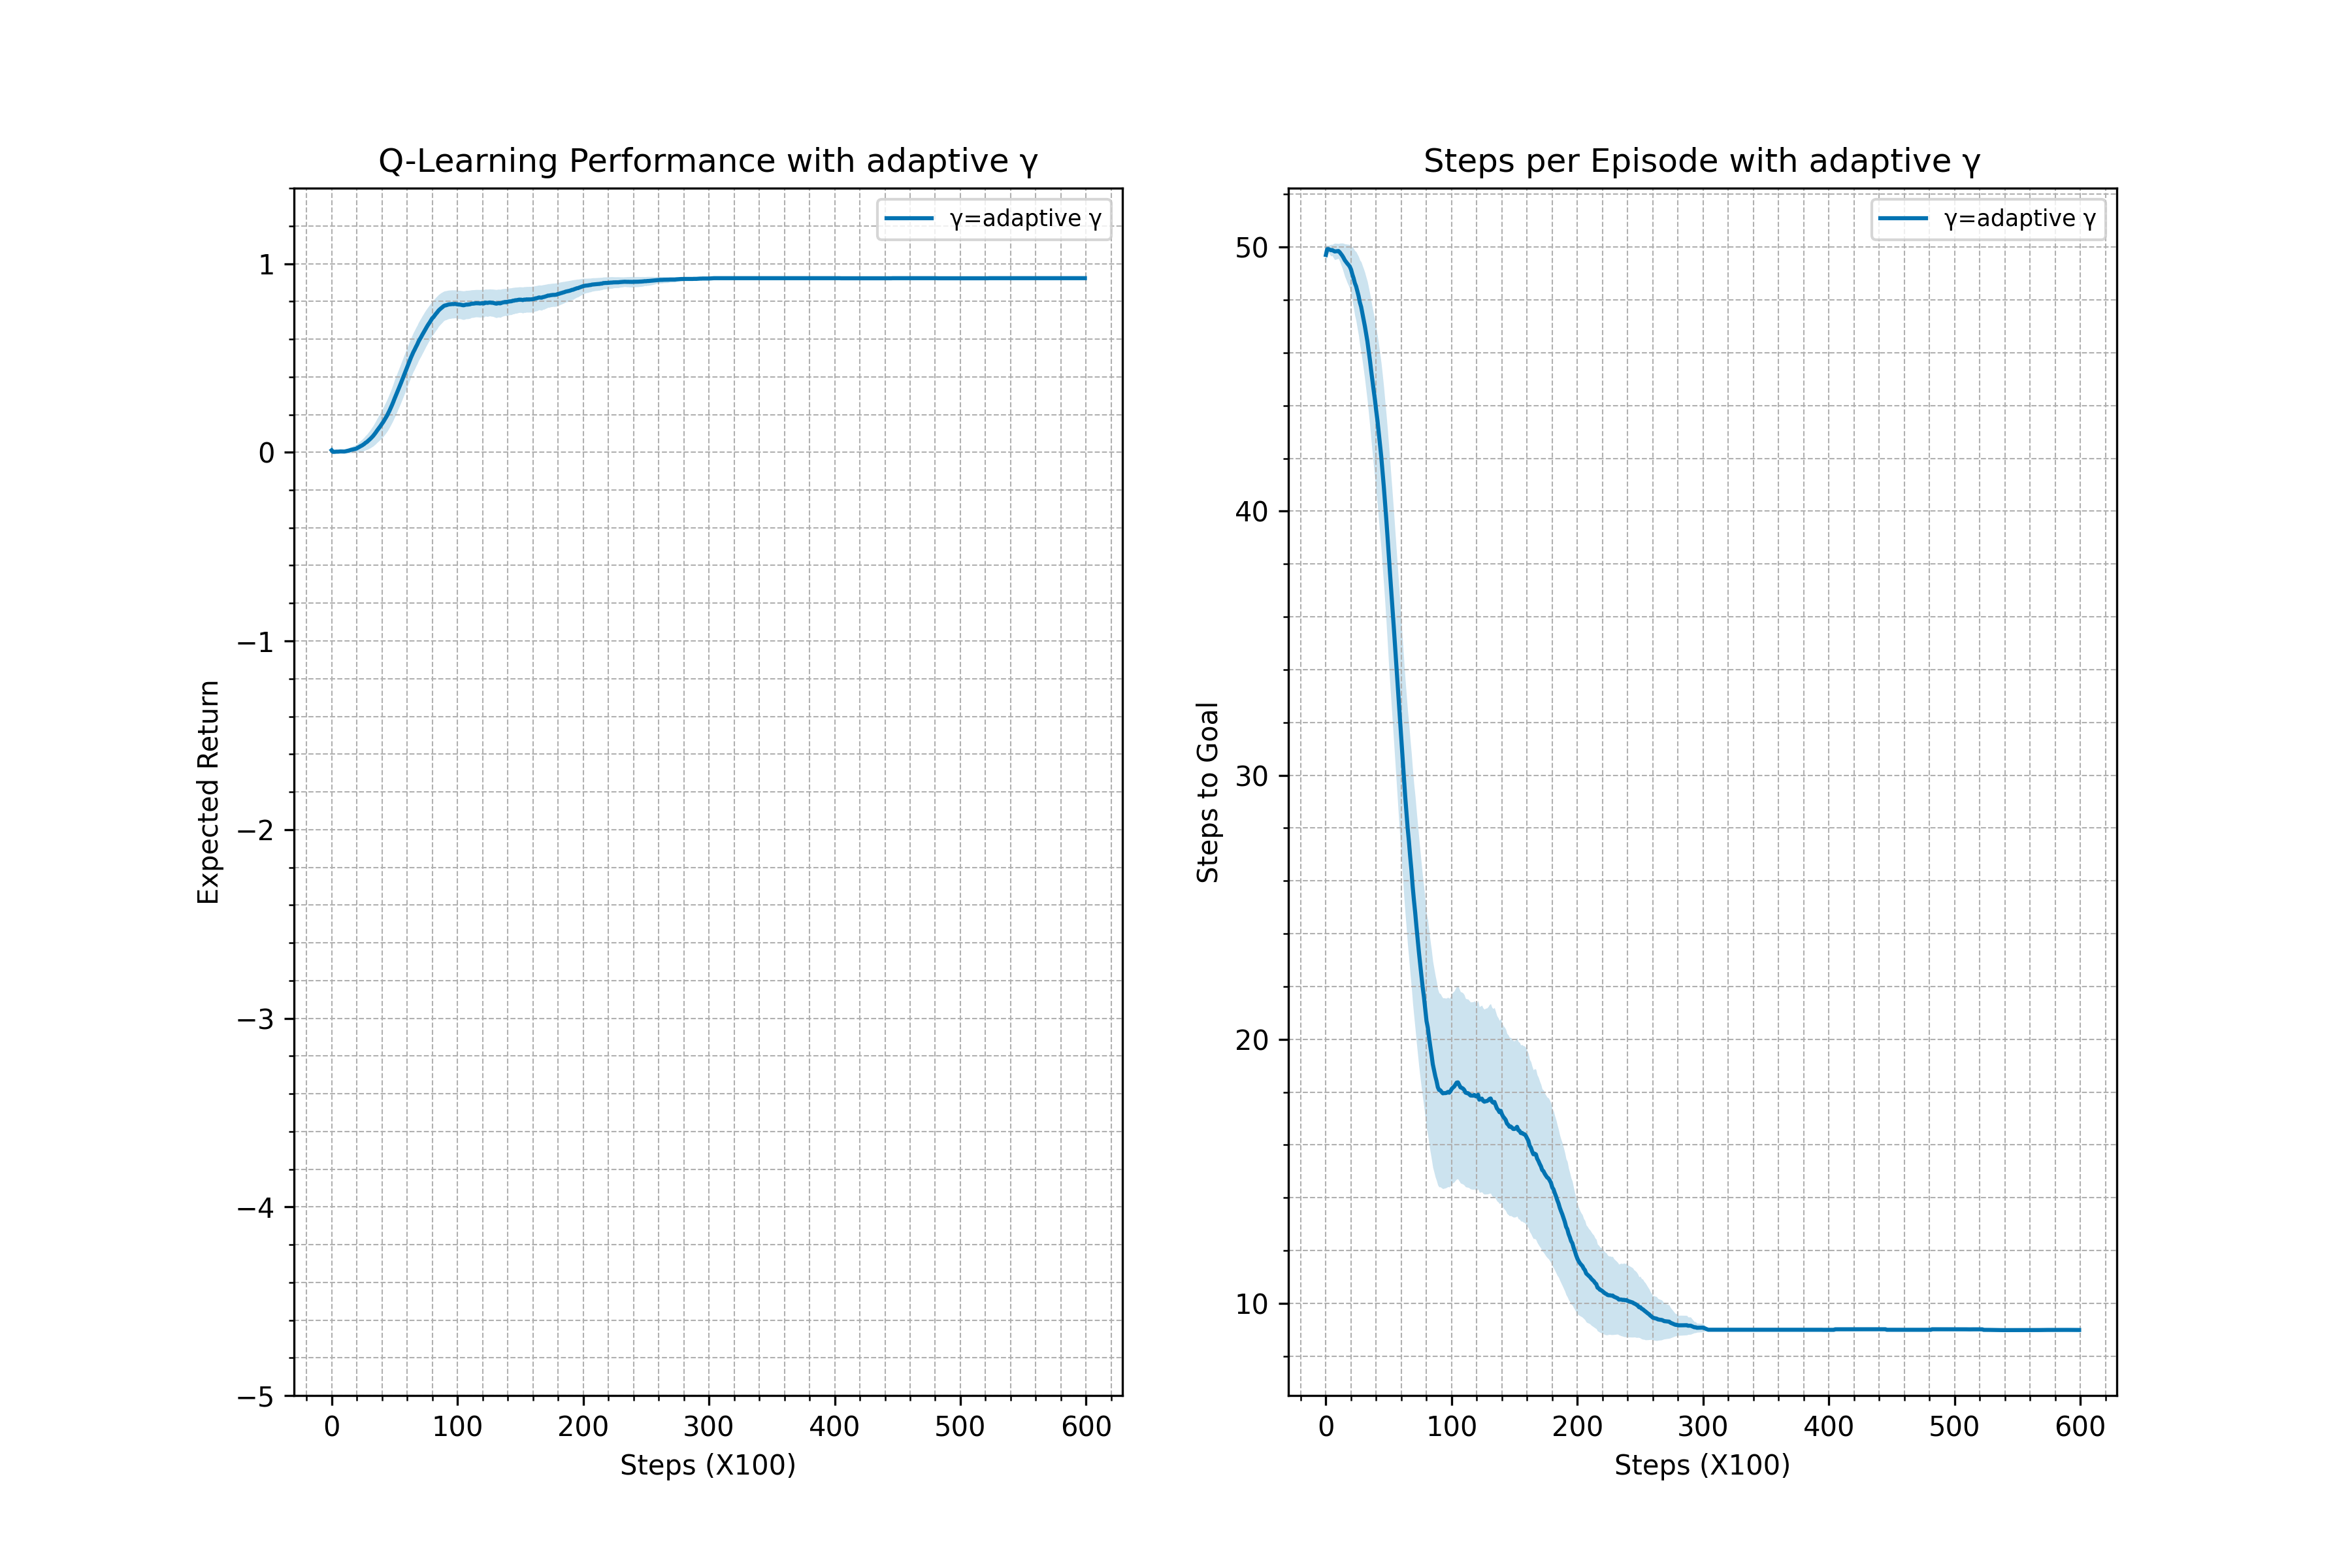 Q-Learning Performance with adaptive γ
γ=adaptive γ
1
0
−1
−2
−3
−4
−5
Expected Return
0 100 200 300 400 500 600
Steps (X100)
Steps per Episode with adaptive γ
γ=adaptive γ
50
40
30
20
10
Steps to Goal
0 100 200 300 400 500 600
Steps (X100)